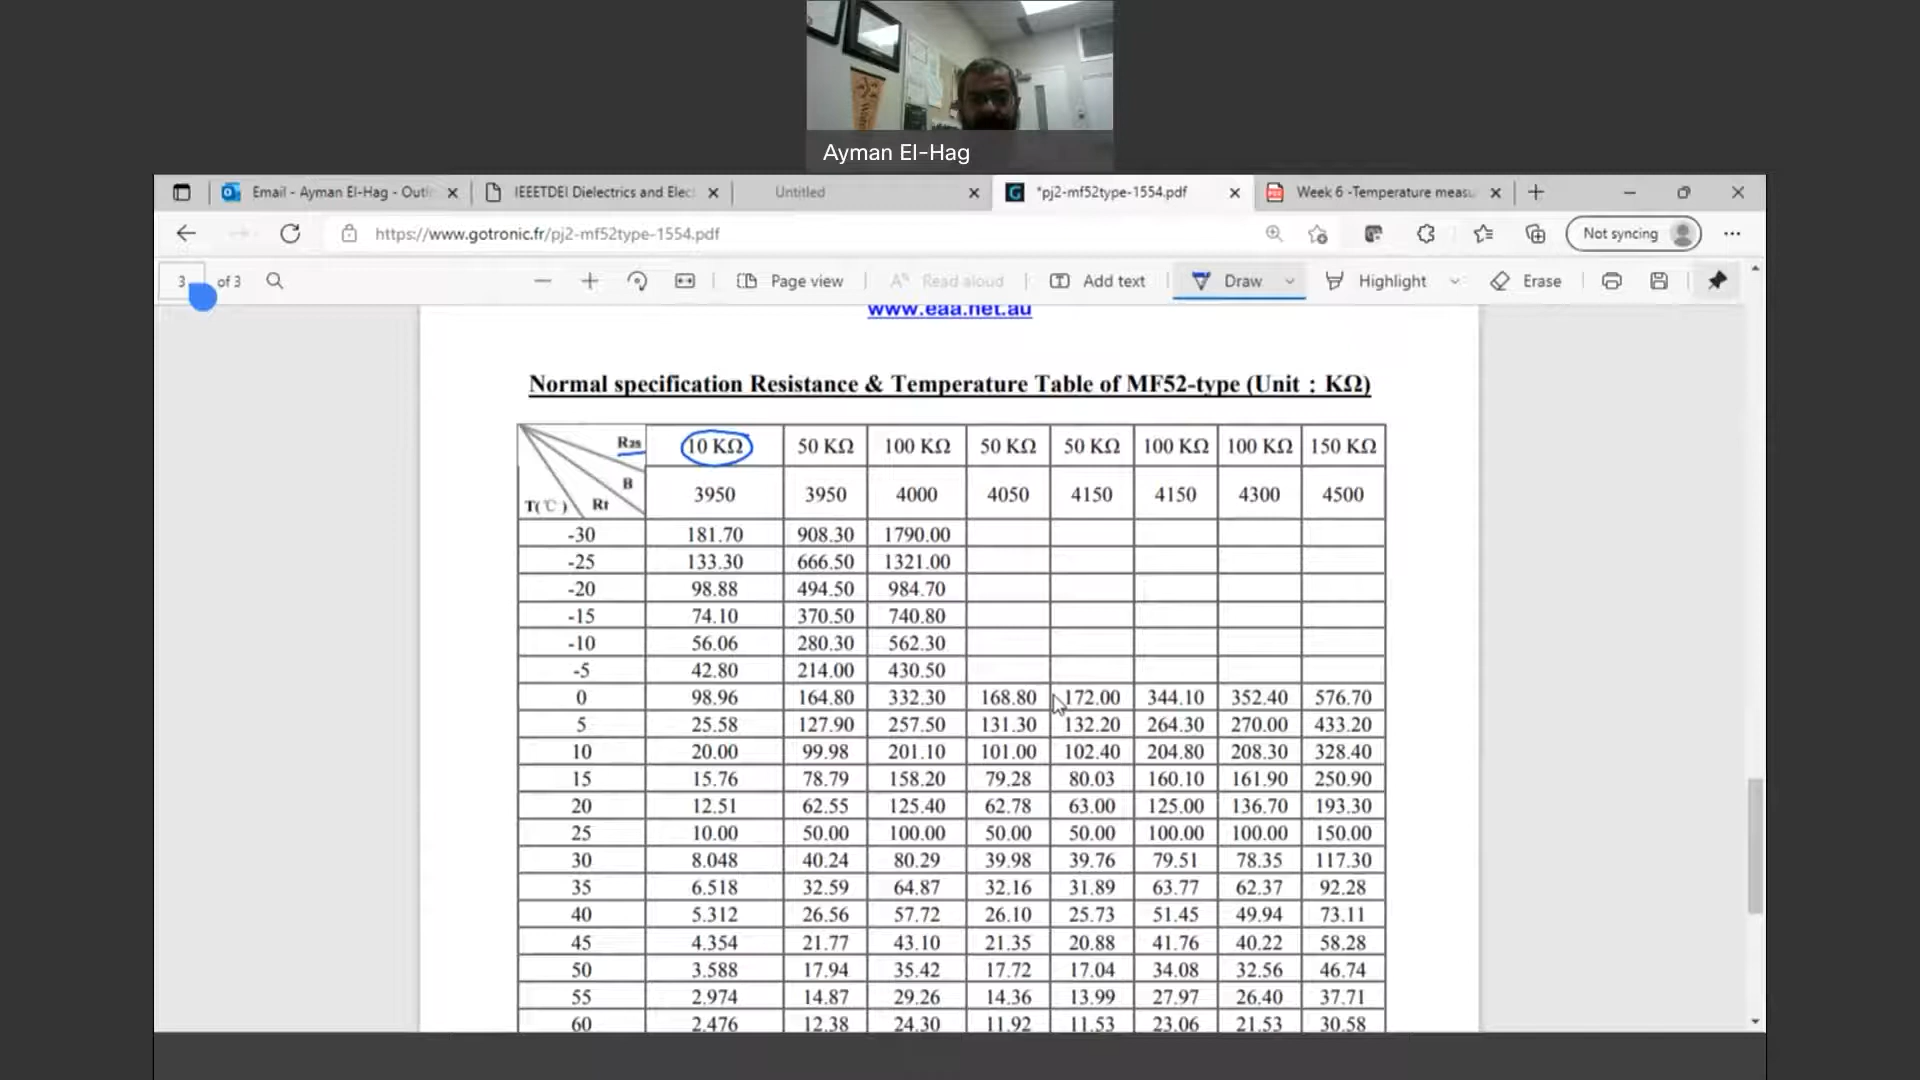 Ayman El-Hag
Email - Ayman El-Hag - Outl
IEEETDEI Dielectrics and Elec
Untitled
*pj2-mf52type-1554.pdf
Week 6 -Temperature measu
https://www.gotronic.fr/pj2-mf52type-1554.pdf
Not syncing
3 of 3
Page view
Read aloud
Add text
Draw
Highlight
Erase
www.eaa.net.au
Normal specification Resistance & Temperature Table of MF52-type (Unit : KΩ)
R25 10 KΩ 50 KΩ 100 KΩ 50 KΩ 50 KΩ 100 KΩ 100 KΩ 150 KΩ
B 3950 3950 4000 4050 4150 4150 4300 4500
T(℃) Rt
-30 181.70 908.30 1790.00
-25 133.30 666.50 1321.00
-20 98.88 494.50 984.70
-15 74.10 370.50 740.80
-10 56.06 280.30 562.30
-5 42.80 214.00 430.50
0 98.96 164.80 332.30 168.80 172.00 344.10 352.40 576.70
5 25.58 127.90 257.50 131.30 132.20 264.30 270.00 433.20
10 20.00 99.98 201.10 101.00 102.40 204.80 208.30 328.40
15 15.76 78.79 158.20 79.28 80.03 160.10 161.90 250.90
20 12.51 62.55 125.40 62.78 63.00 125.00 136.70 193.30
25 10.00 50.00 100.00 50.00 50.00 100.00 100.00 150.00
30 8.048 40.24 80.29 39.98 39.76 79.51 78.35 117.30
35 6.518 32.59 64.87 32.16 31.89 63.77 62.37 92.28
40 5.312 26.56 57.72 26.10 25.73 51.45 49.94 73.11
45 4.354 21.77 43.10 21.35 20.88 41.76 40.22 58.28
50 3.588 17.94 35.42 17.72 17.04 34.08 32.56 46.74
55 2.974 14.87 29.26 14.36 13.99 27.97 26.40 37.71
60 2.476 12.38 24.30 11.92 11.53 23.06 21.53 30.58